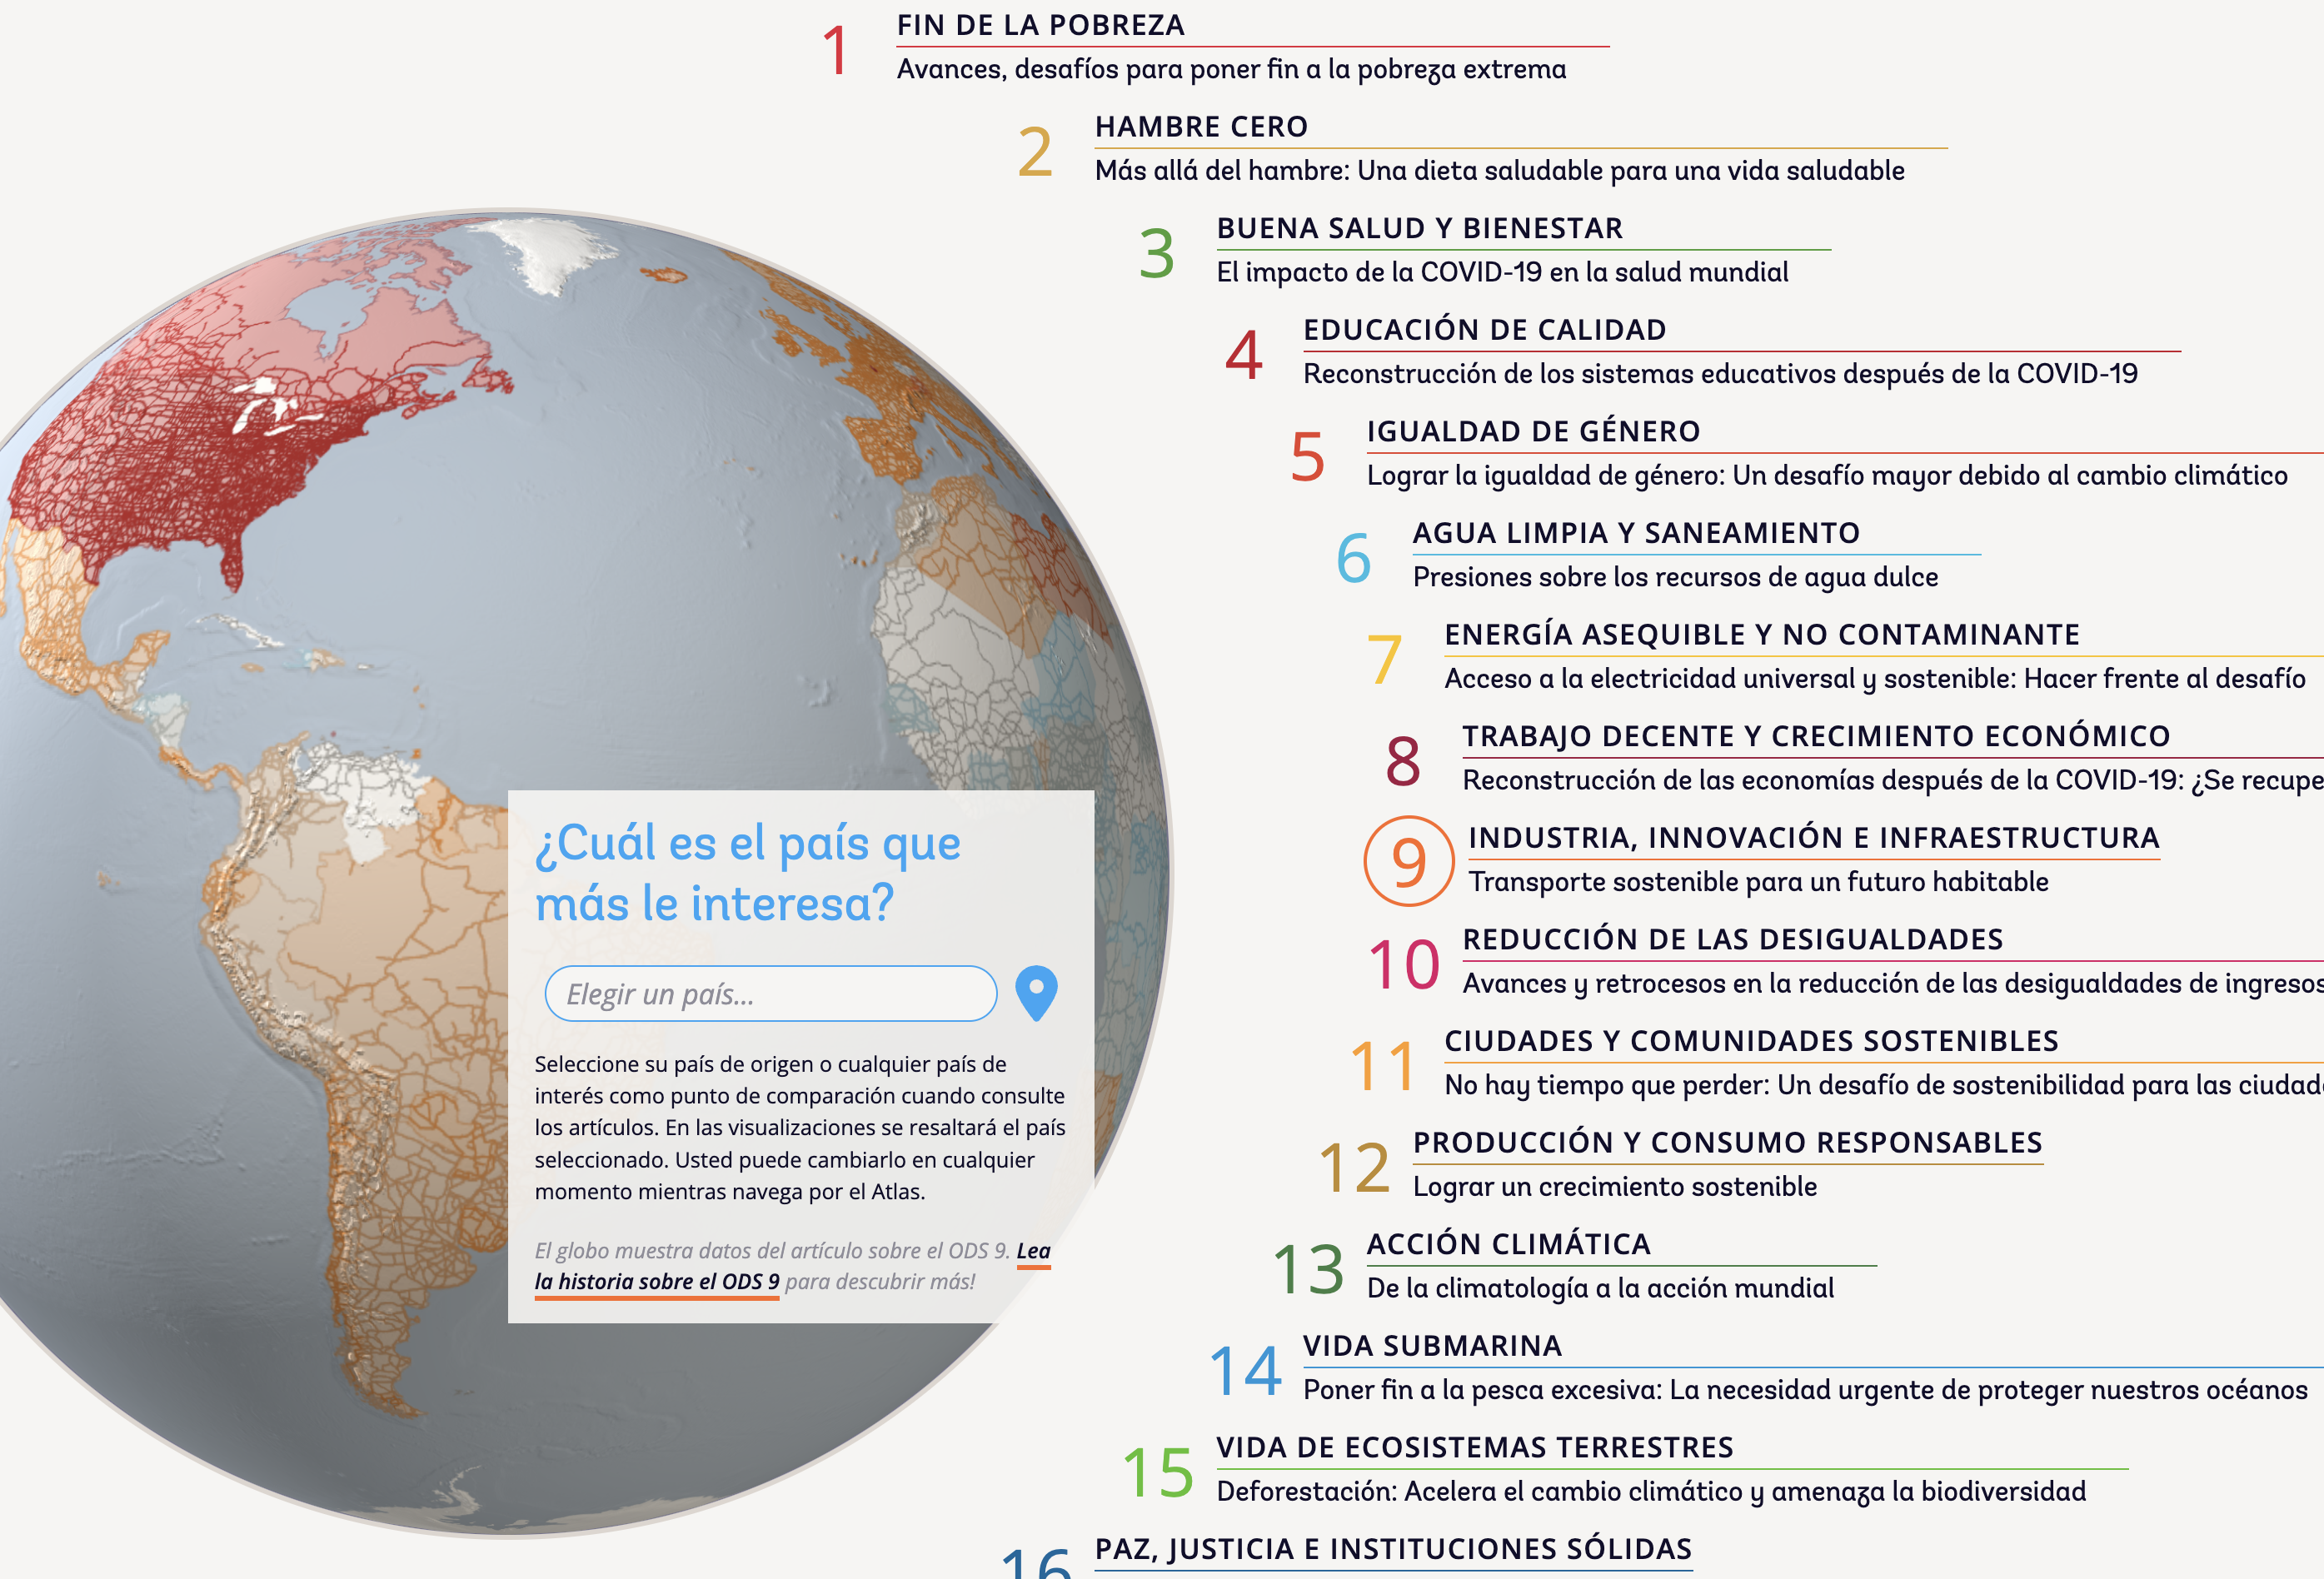 1
FIN DE LA POBREZA
Avances, desafíos para poner fin a la pobreza extrema
2
HAMBRE CERO
Más allá del hambre: Una dieta saludable para una vida saludable
3
BUENA SALUD Y BIENESTAR
El impacto de la COVID-19 en la salud mundial
4
EDUCACIÓN DE CALIDAD
Reconstrucción de los sistemas educativos después de la COVID-19
5
IGUALDAD DE GÉNERO
Lograr la igualdad de género: Un desafío mayor debido al cambio climático
6
AGUA LIMPIA Y SANEAMIENTO
Presiones sobre los recursos de agua dulce
7
ENERGÍA ASEQUIBLE Y NO CONTAMINANTE
Acceso a la electricidad universal y sostenible: Hacer frente al desafío
8
TRABAJO DECENTE Y CRECIMIENTO ECONÓMICO
Reconstrucción de las economías después de la COVID-19: ¿Se recupe
9
INDUSTRIA, INNOVACIÓN E INFRAESTRUCTURA
Transporte sostenible para un futuro habitable
10
REDUCCIÓN DE LAS DESIGUALDADES
Avances y retrocesos en la reducción de las desigualdades de ingresos
11
CIUDADES Y COMUNIDADES SOSTENIBLES
No hay tiempo que perder: Un desafío de sostenibilidad para las ciudad
12
PRODUCCIÓN Y CONSUMO RESPONSABLES
Lograr un crecimiento sostenible
13
ACCIÓN CLIMÁTICA
De la climatología a la acción mundial
14
VIDA SUBMARINA
Poner fin a la pesca excesiva: La necesidad urgente de proteger nuestros océanos
15
VIDA DE ECOSISTEMAS TERRESTRES
Deforestación: Acelera el cambio climático y amenaza la biodiversidad
16
PAZ, JUSTICIA E INSTITUCIONES SÓLIDAS
¿Cuál es el país que
más le interesa?
Elegir un país...
Seleccione su país de origen o cualquier país de
interés como punto de comparación cuando consulte
los artículos. En las visualizaciones se resaltará el país
seleccionado. Usted puede cambiarlo en cualquier
momento mientras navega por el Atlas.
El globo muestra datos del artículo sobre el ODS 9. Lea
la historia sobre el ODS 9 para descubrir más!